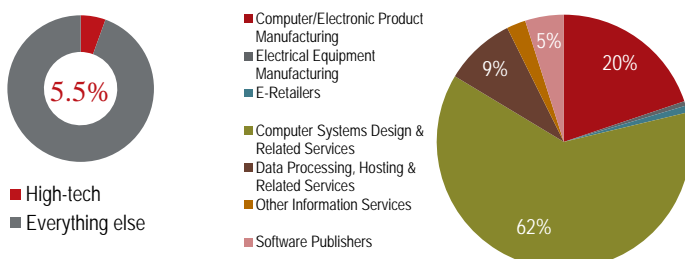 5.5%
High-tech
Everything else
Computer/Electronic Product
Manufacturing
Electrical Equipment
Manufacturing
E-Retailers
Computer Systems Design &
Related Services
Data Processing, Hosting &
Related Services
Other Information Services
Software Publishers
5%
20%
9%
62%